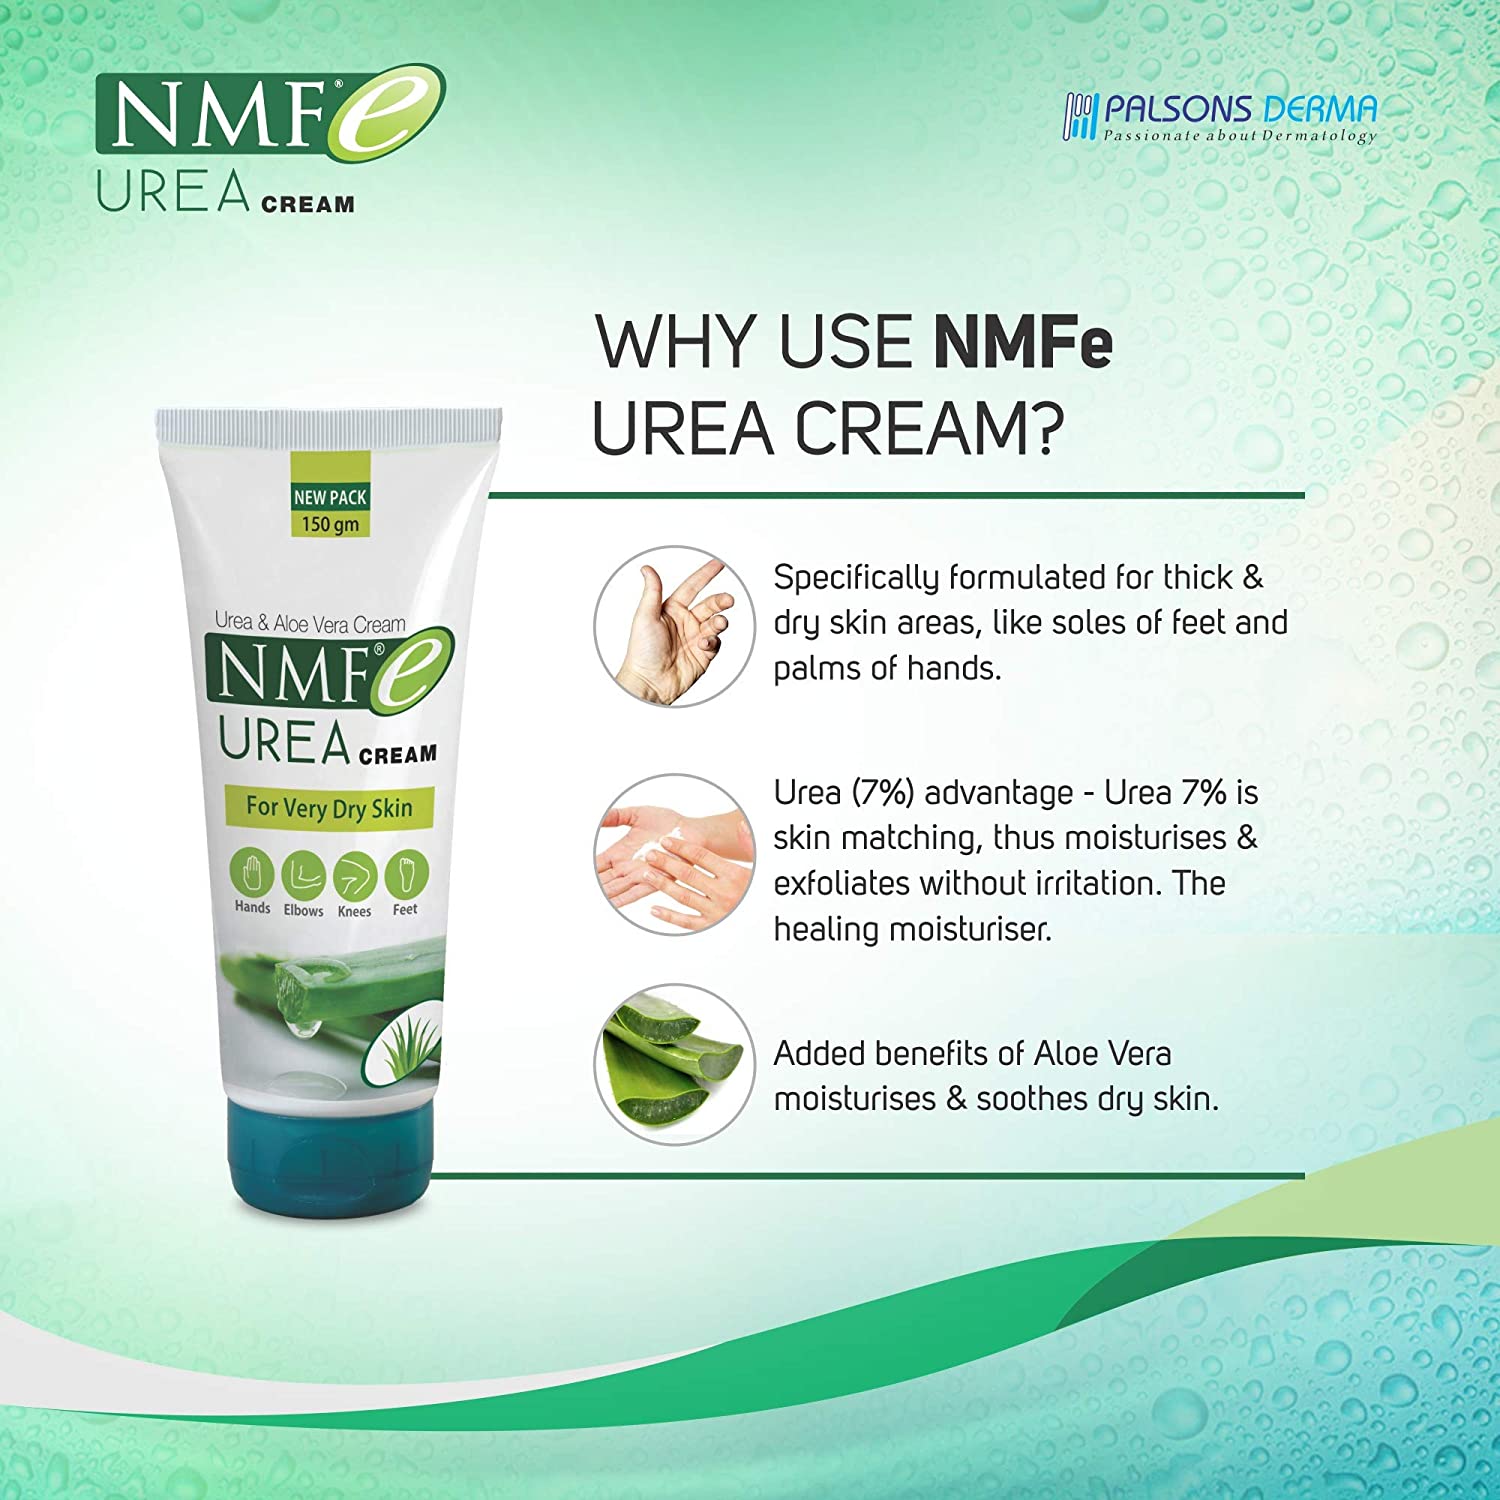 NMF®e
UREA CREAM
PALSONS DERMA
Passionate about Dermatology
WHY USE NMFe
UREA CREAM?
NEW PACK
150 gm
Urea & Aloe Vera Cream
NMF®e
UREA CREAM
For Very Dry Skin
Hands Elbows Knees Feet
Specifically formulated for thick &
dry skin areas, like soles of feet and
palms of hands.
Urea (7%) advantage - Urea 7% is
skin matching, thus moisturises &
exfoliates without irritation. The
healing moisturiser.
Added benefits of Aloe Vera
moisturises & soothes dry skin.